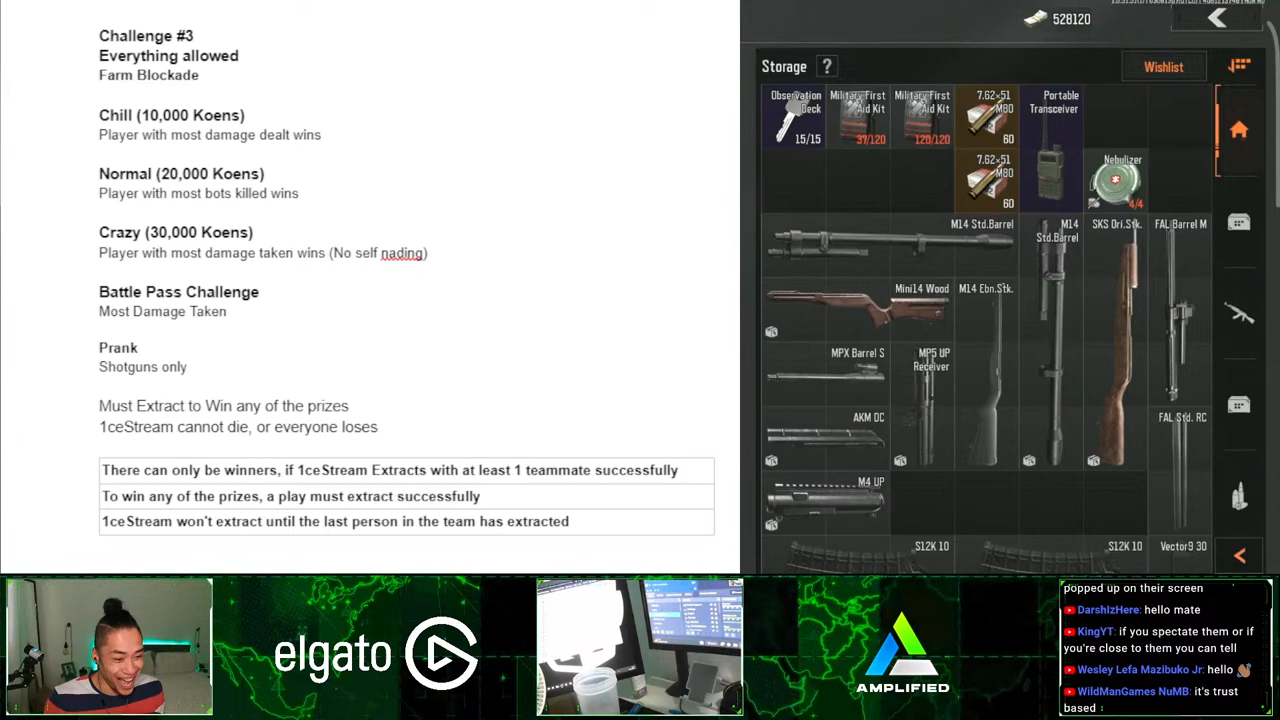 Challenge #3
Everything allowed
Farm Blockade
Chill (10,000 Koens)
Player with most damage dealt wins
Normal (20,000 Koens)
Player with most bots killed wins
Crazy (30,000 Koens)
Player with most damage taken wins (No self nading)
Battle Pass Challenge
Most Damage Taken
Prank
Shotguns only
Must Extract to Win any of the prizes
1ceStream cannot die, or everyone loses
There can only be winners, if 1ceStream Extracts with at least 1 teammate successfully
To win any of the prizes, a play must extract successfully
1ceStream won't extract until the last person in the team has extracted
528120
Storage ?
Wishlist
Observation Deck
15/15
Military First Aid Kit
37/120
Military First Aid Kit
120/120
7.62×51 M80
60
Portable Transceiver
7.62×51 M80
60
Nebulizer
4/4
M14 Std.Barrel
M14 Std.Barrel
SKS Ori.Stk.
FAL Barrel M
Mini14 Wood
M14 Ebn.Stk.
MPX Barrel S
MP5 UP Receiver
AKM DC
FAL Std. RC
M4 UP
S12K 10
S12K 10
Vector9 30
elgato
AMPLIFIED
popped up on their screen
DarshIzHere: hello mate
KingYT: if you spectate them or if
you're close to them you can tell
Wesley Lefa Mazibuko Jr: hello 👋🏾
WildManGames NuMB: it's trust
based :